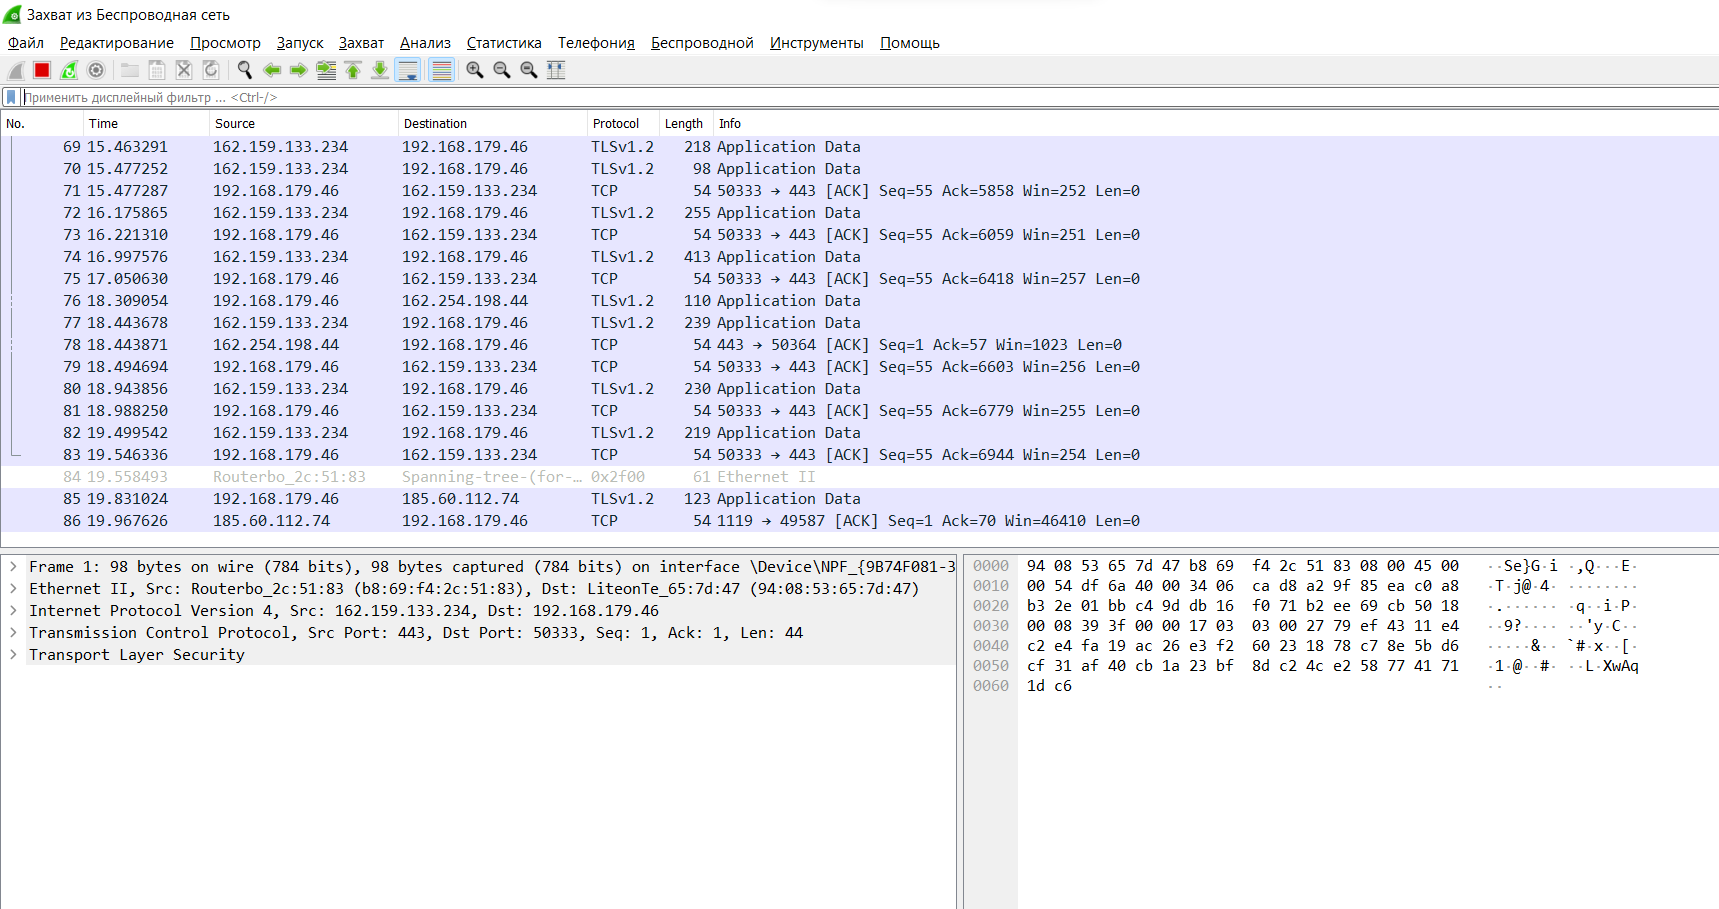 Захват из Беспроводная сеть
Файл Редактирование Просмотр Запуск Захват Анализ Статистика Телефония Беспроводной Инструменты Помощь
Применить дисплейный фильтр ... <Ctrl-/>
No. Time Source Destination Protocol Length Info
69 15.463291 162.159.133.234 192.168.179.46 TLSv1.2 218 Application Data
70 15.477252 162.159.133.234 192.168.179.46 TLSv1.2 98 Application Data
71 15.477287 192.168.179.46 162.159.133.234 TCP 54 50333 → 443 [ACK] Seq=55 Ack=5858 Win=252 Len=0
72 16.175865 162.159.133.234 192.168.179.46 TLSv1.2 255 Application Data
73 16.221310 192.168.179.46 162.159.133.234 TCP 54 50333 → 443 [ACK] Seq=55 Ack=6059 Win=251 Len=0
74 16.997576 162.159.133.234 192.168.179.46 TLSv1.2 413 Application Data
75 17.050630 192.168.179.46 162.159.133.234 TCP 54 50333 → 443 [ACK] Seq=55 Ack=6418 Win=257 Len=0
76 18.309054 192.168.179.46 162.254.198.44 TLSv1.2 110 Application Data
77 18.443678 162.159.133.234 192.168.179.46 TLSv1.2 239 Application Data
78 18.443871 162.254.198.44 192.168.179.46 TCP 54 443 → 50364 [ACK] Seq=1 Ack=57 Win=1023 Len=0
79 18.494694 192.168.179.46 162.159.133.234 TCP 54 50333 → 443 [ACK] Seq=55 Ack=6603 Win=256 Len=0
80 18.943856 162.159.133.234 192.168.179.46 TLSv1.2 230 Application Data
81 18.988250 192.168.179.46 162.159.133.234 TCP 54 50333 → 443 [ACK] Seq=55 Ack=6779 Win=255 Len=0
82 19.499542 162.159.133.234 192.168.179.46 TLSv1.2 219 Application Data
83 19.546336 192.168.179.46 162.159.133.234 TCP 54 50333 → 443 [ACK] Seq=55 Ack=6944 Win=254 Len=0
84 19.558493 Routerbo_2c:51:83 Spanning-tree-(for-… 0x2f00 61 Ethernet II
85 19.831024 192.168.179.46 185.60.112.74 TLSv1.2 123 Application Data
86 19.967626 185.60.112.74 192.168.179.46 TCP 54 1119 → 49587 [ACK] Seq=1 Ack=70 Win=46410 Len=0
Frame 1: 98 bytes on wire (784 bits), 98 bytes captured (784 bits) on interface \Device\NPF_{9B74F081-3
Ethernet II, Src: Routerbo_2c:51:83 (b8:69:f4:2c:51:83), Dst: LiteonTe_65:7d:47 (94:08:53:65:7d:47)
Internet Protocol Version 4, Src: 162.159.133.234, Dst: 192.168.179.46
Transmission Control Protocol, Src Port: 443, Dst Port: 50333, Seq: 1, Ack: 1, Len: 44
Transport Layer Security
0000 94 08 53 65 7d 47 b8 69 f4 2c 51 83 08 00 45 00 ··Se}G·i ·,Q···E·
0010 00 54 df 6a 40 00 34 06 ca d8 a2 9f 85 ea c0 a8 ·T·j@·4· ········
0020 b3 2e 01 bb c4 9d db 16 f0 71 b2 ee 69 cb 50 18 ·.······ ·q··i·P·
0030 00 08 39 3f 00 00 17 03 03 00 27 79 ef 43 11 e4 ··9?···· ··'y·C··
0040 c2 e4 fa 19 ac 26 e3 f2 60 23 18 78 c7 8e 5b d6 ·····&·· `#·x··[·
0050 cf 31 af 40 cb 1a 23 bf 8d c2 4c e2 58 77 41 71 ·1·@··#· ··L·XwAq
0060 1d c6 ··